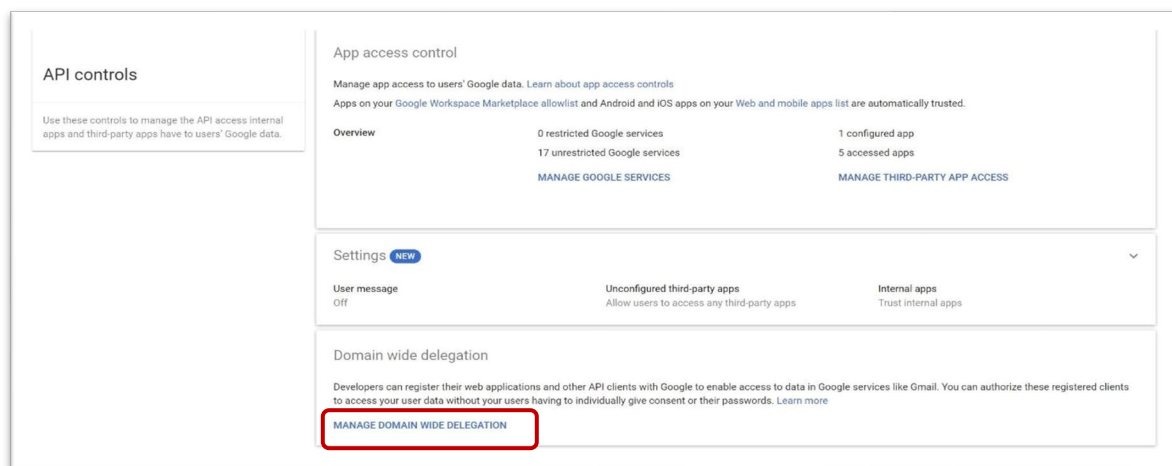 API controls
Use these controls to manage the API access internal
apps and third-party apps have to users' Google data.
App access control
Manage app access to users' Google data. Learn about app access controls
Apps on your Google Workspace Marketplace allowlist and Android and iOS apps on your Web and mobile apps list are automatically trusted.
Overview
0 restricted Google services
1 configured app
17 unrestricted Google services
5 accessed apps
MANAGE GOOGLE SERVICES
MANAGE THIRD-PARTY APP ACCESS
Settings NEW
User message
Off
Unconfigured third-party apps
Allow users to access any third-party apps
Internal apps
Trust internal apps
Domain wide delegation
Developers can register their web applications and other API clients with Google to enable access to data in Google services like Gmail. You can authorize these registered clients
to access your user data without your users having to individually give consent or their passwords. Learn more
MANAGE DOMAIN WIDE DELEGATION